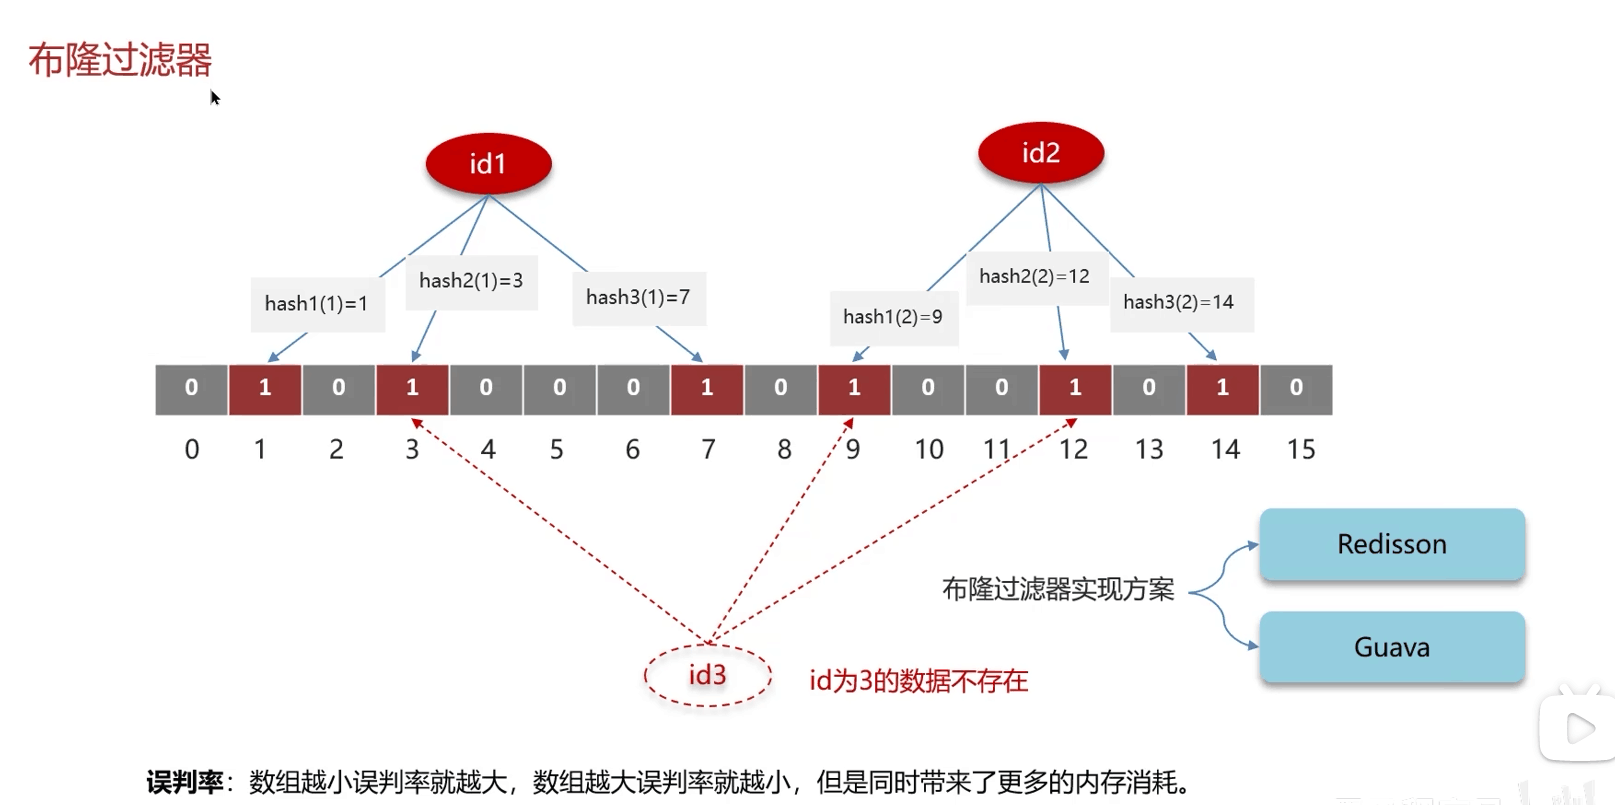 布隆过滤器
id1
id2
hash1(1)=1
hash2(1)=3
hash3(1)=7
hash1(2)=9
hash2(2)=12
hash3(2)=14
0 1 0 1 0 0 0 1 0 1 0 0 1 0 1 0
0 1 2 3 4 5 6 7 8 9 10 11 12 13 14 15
Redisson
布隆过滤器实现方案
Guava
id3
id为3的数据不存在
误判率：数组越小误判率就越大，数组越大误判率就越小，但是同时带来了更多的内存消耗。